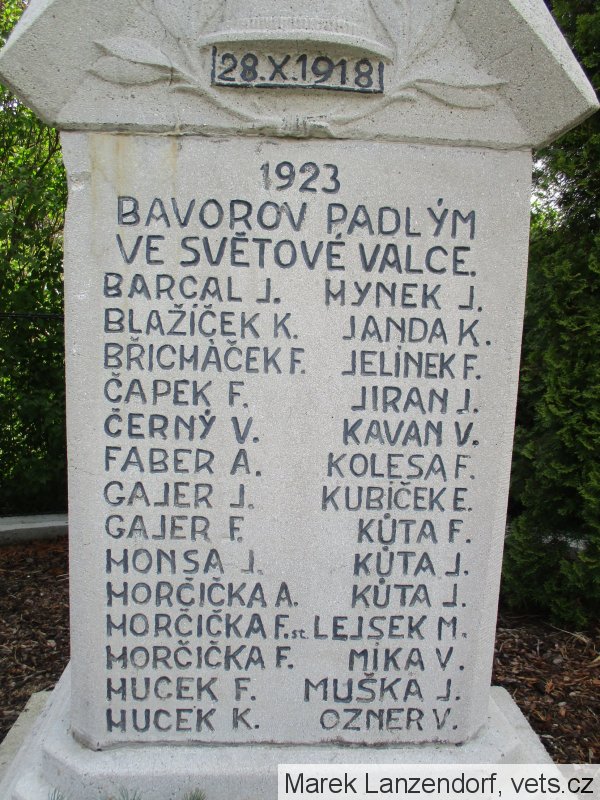 28.X.1918
1923
BAVOROV PADLÝM
VE SVĚTOVÉ VALCE.
BARCAL J. HYNEK J.
BLAŽÍČEK K. JANDA K.
BŘICHÁČEK F. JELÍNEK F.
ČAPEK F. JIRAN J.
ČERNÝ V. KAVAN V.
FABER A. KOLESA F.
GAJER J. KUBÍČEK E.
GAJER F. KŮTA F.
HONSA J. KŮTA J.
HORČIČKA A. KŮTA J.
HORČIČKA F.st. LEJSEK M.
HORČIČKA F. MÍKA V.
HUCEK F. MUŠKA J.
HUCEK K. OZNER V.
Marek Lanzendorf, vets.cz